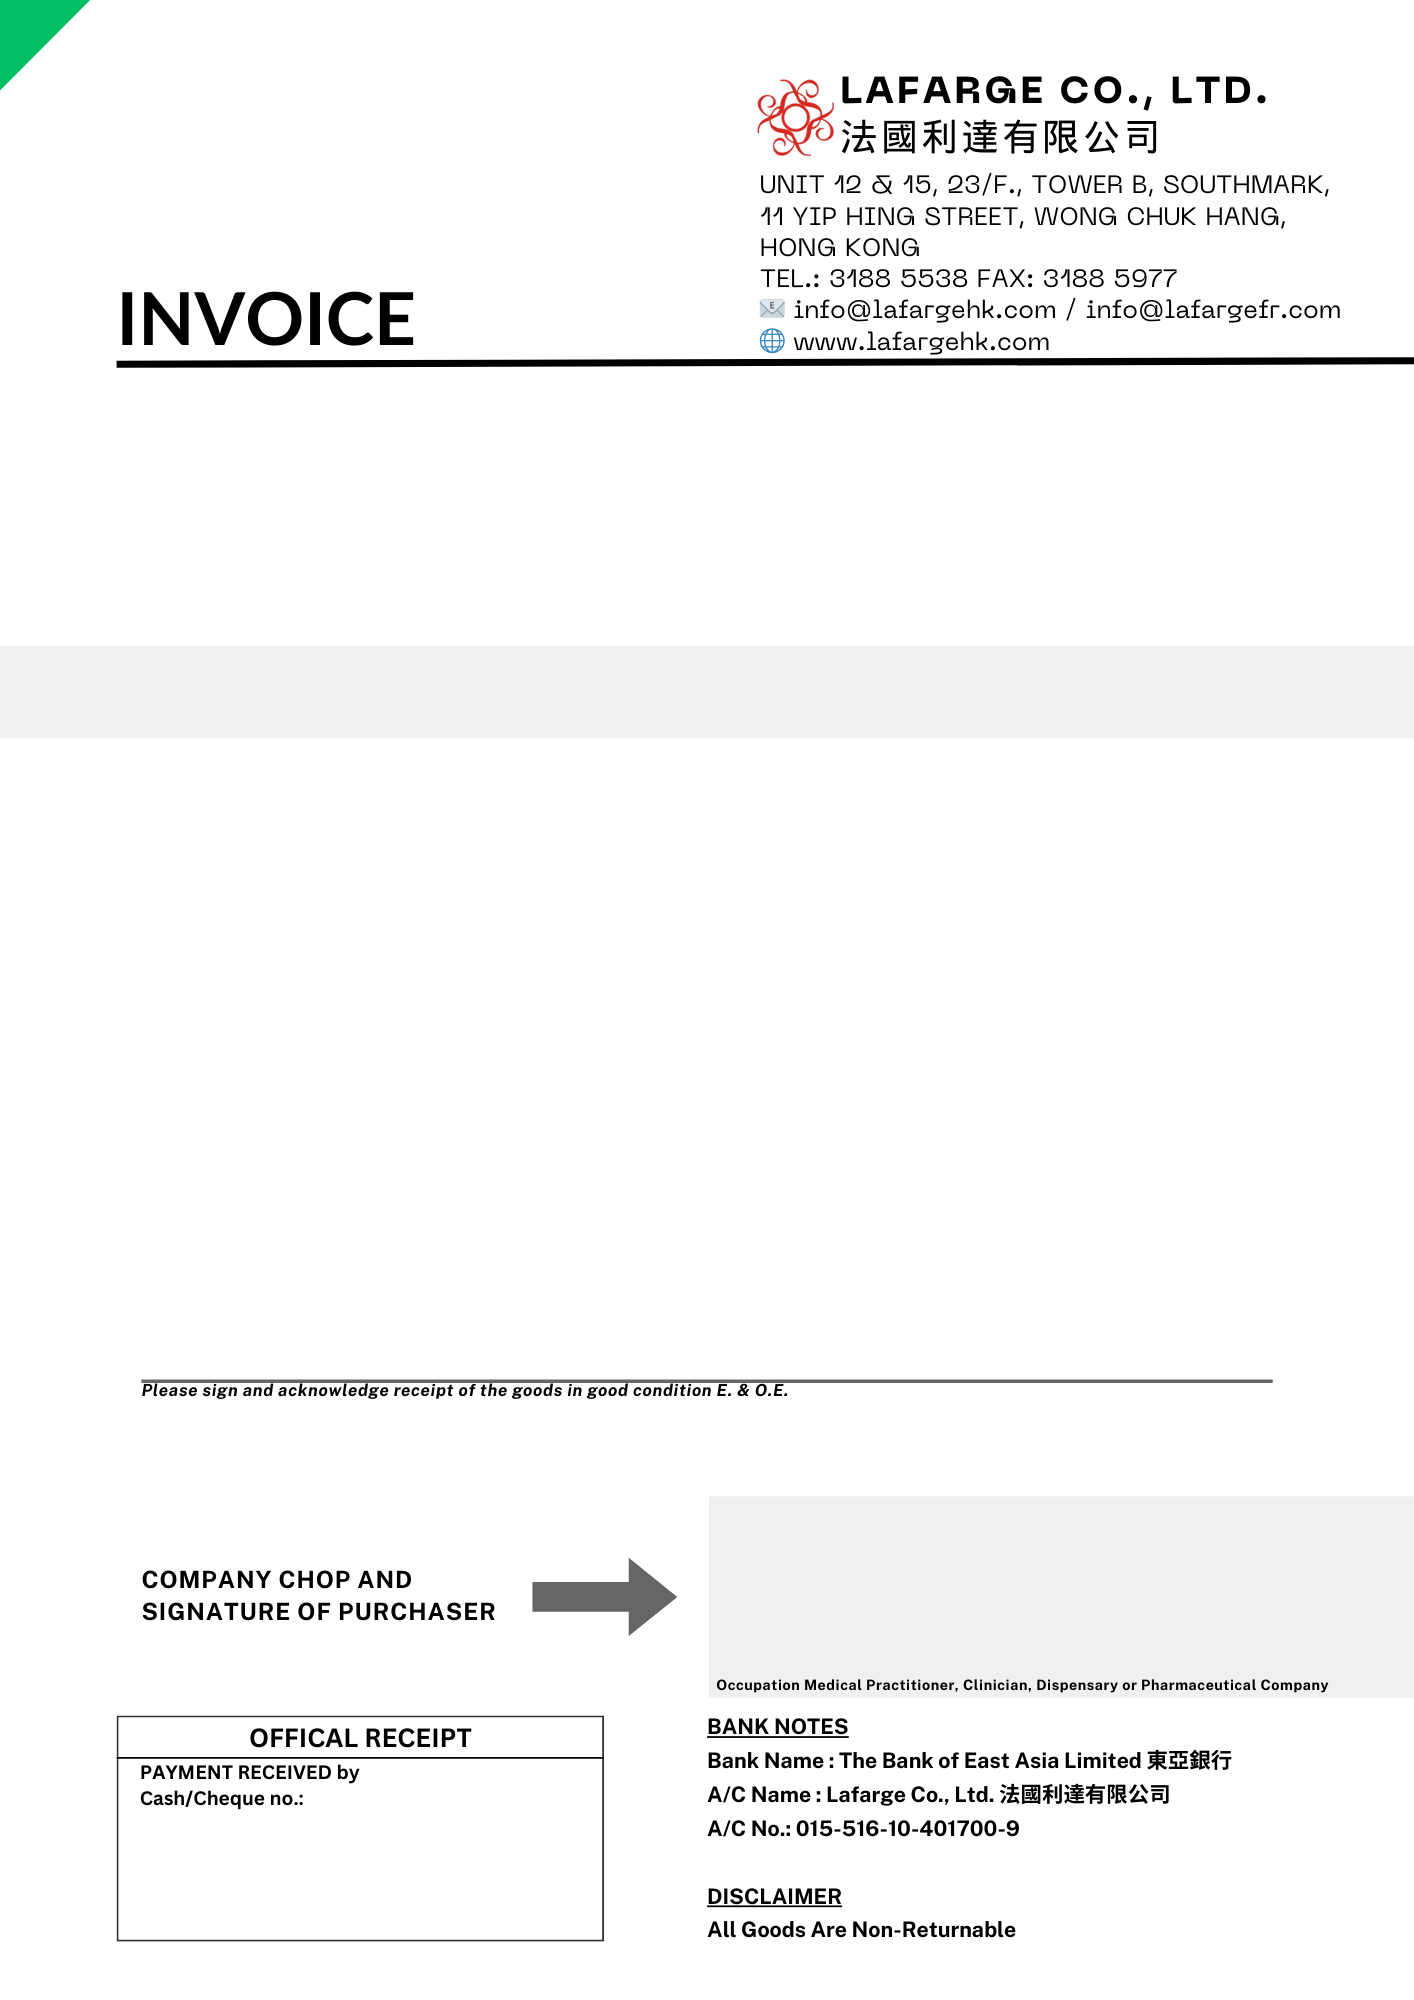 LAFARGE CO., LTD.
法國利達有限公司
UNIT 12 & 15, 23/F., TOWER B, SOUTHMARK,
11 YIP HING STREET, WONG CHUK HANG,
HONG KONG
TEL.: 3188 5538 FAX: 3188 5977
info@lafargehk.com / info@lafargefr.com
www.lafargehk.com
INVOICE
Please sign and acknowledge receipt of the goods in good condition E. & O.E.
COMPANY CHOP AND
SIGNATURE OF PURCHASER
Occupation Medical Practitioner, Clinician, Dispensary or Pharmaceutical Company
OFFICAL RECEIPT
PAYMENT RECEIVED by
Cash/Cheque no.:
BANK NOTES
Bank Name : The Bank of East Asia Limited 東亞銀行
A/C Name : Lafarge Co., Ltd. 法國利達有限公司
A/C No.: 015-516-10-401700-9
DISCLAIMER
All Goods Are Non-Returnable